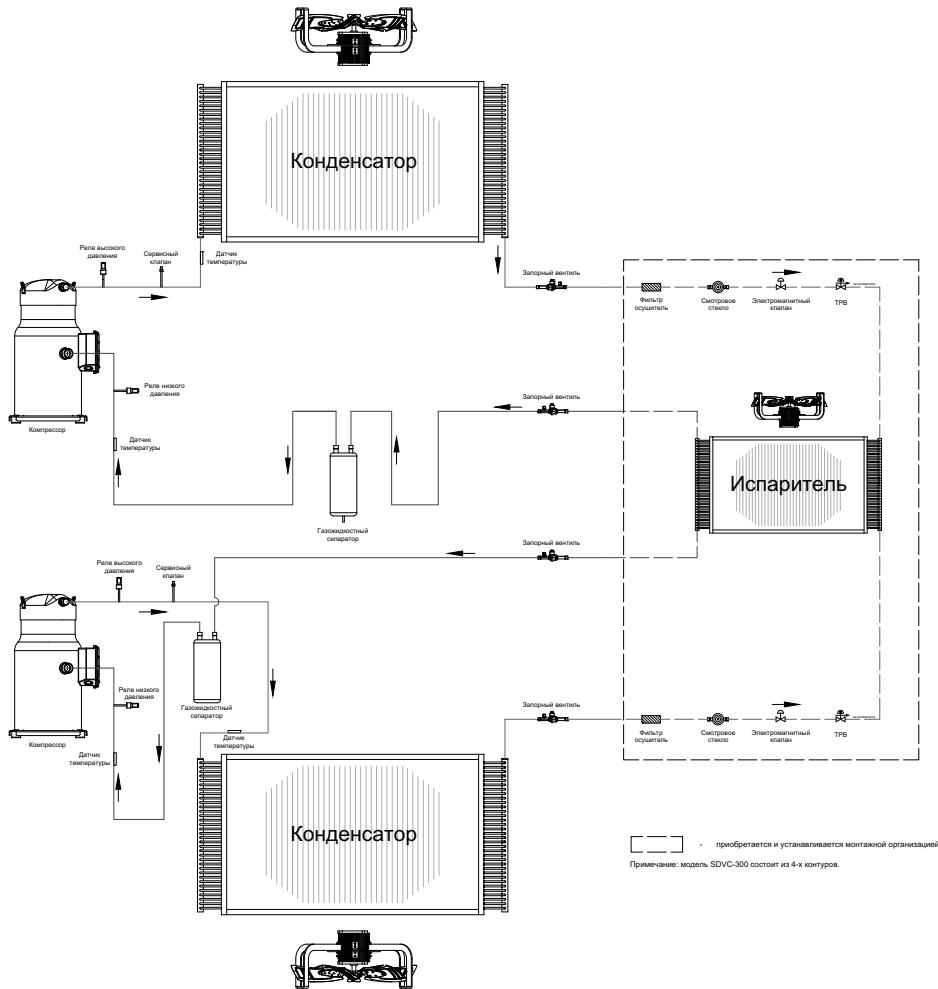 Конденсатор
Реле высокого
давления
Сервисный
клапан
Датчик
температуры
Запорный вентиль
Фильтр
осушитель
Смотровое
стекло
Электромагнитный
клапан
ТРВ
Реле низкого
давления
Компрессор
Датчик
температуры
Запорный вентиль
Газожидкостный
сепаратор
Испаритель
Запорный вентиль
Реле высокого
давления
Сервисный
клапан
Реле низкого
давления
Газожидкостный
сепаратор
Компрессор
Датчик
температуры
Датчик
температуры
Запорный вентиль
Фильтр
осушитель
Смотровое
стекло
Электромагнитный
клапан
ТРВ
Конденсатор
- приобретается и устанавливается монтажной организацией
Примечание: модель SDVC-300 состоит из 4-х контуров.